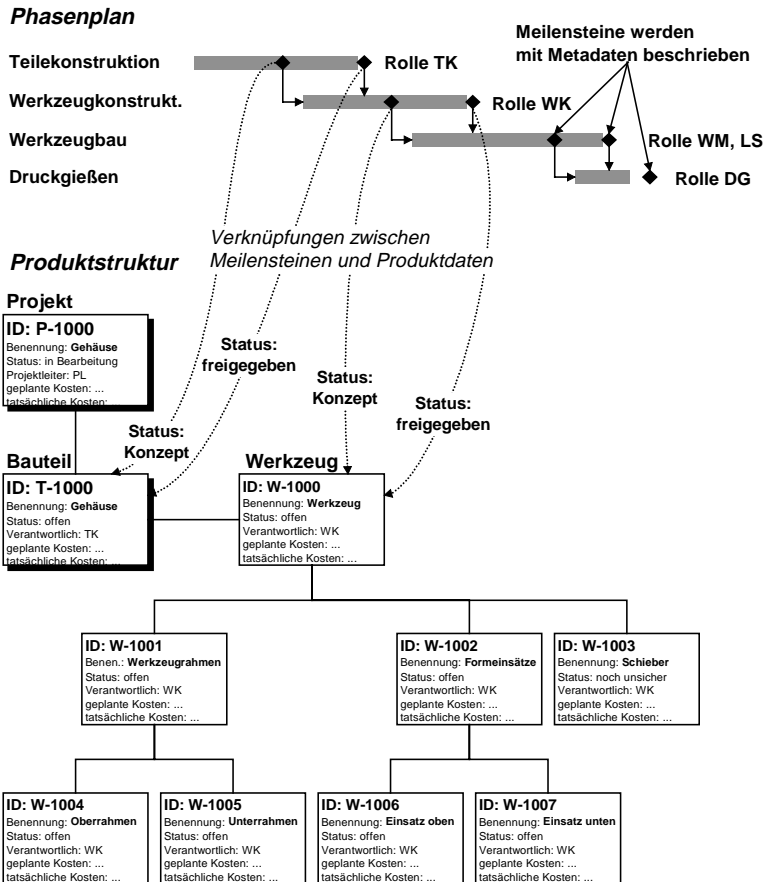 Phasenplan
Meilensteine werden
mit Metadaten beschrieben
Teilekonstruktion
Rolle TK
Werkzeugkonstrukt.
Rolle WK
Werkzeugbau
Rolle WM, LS
Druckgießen
Rolle DG
Verknüpfungen zwischen
Meilensteinen und Produktdaten
Produktstruktur
Projekt
ID: P-1000
Benennung: Gehäuse
Status: in Bearbeitung
Projektleiter: PL
geplante Kosten: ...
tatsächliche Kosten: ...
Status:
freigegeben
Status:
Konzept
Status:
freigegeben
Status:
Konzept
Bauteil
ID: T-1000
Benennung: Gehäuse
Status: offen
Verantwortlich: TK
geplante Kosten: ...
tatsächliche Kosten: ...
Werkzeug
ID: W-1000
Benennung: Werkzeug
Status: offen
Verantwortlich: WK
geplante Kosten: ...
tatsächliche Kosten: ...
ID: W-1001
Benen.: Werkzeugrahmen
Status: offen
Verantwortlich: WK
geplante Kosten: ...
tatsächliche Kosten: ...
ID: W-1002
Benennung: Formeinsätze
Status: offen
Verantwortlich: WK
geplante Kosten: ...
tatsächliche Kosten: ...
ID: W-1003
Benennung: Schieber
Status: noch unsicher
Verantwortlich: WK
geplante Kosten: ...
tatsächliche Kosten: ...
ID: W-1004
Benennung: Oberrahmen
Status: offen
Verantwortlich: WK
geplante Kosten: ...
tatsächliche Kosten: ...
ID: W-1005
Benennung: Unterrahmen
Status: offen
Verantwortlich: WK
geplante Kosten: ...
tatsächliche Kosten: ...
ID: W-1006
Benennung: Einsatz oben
Status: offen
Verantwortlich: WK
geplante Kosten: ...
tatsächliche Kosten: ...
ID: W-1007
Benennung: Einsatz unten
Status: offen
Verantwortlich: WK
geplante Kosten: ...
tatsächliche Kosten: ...